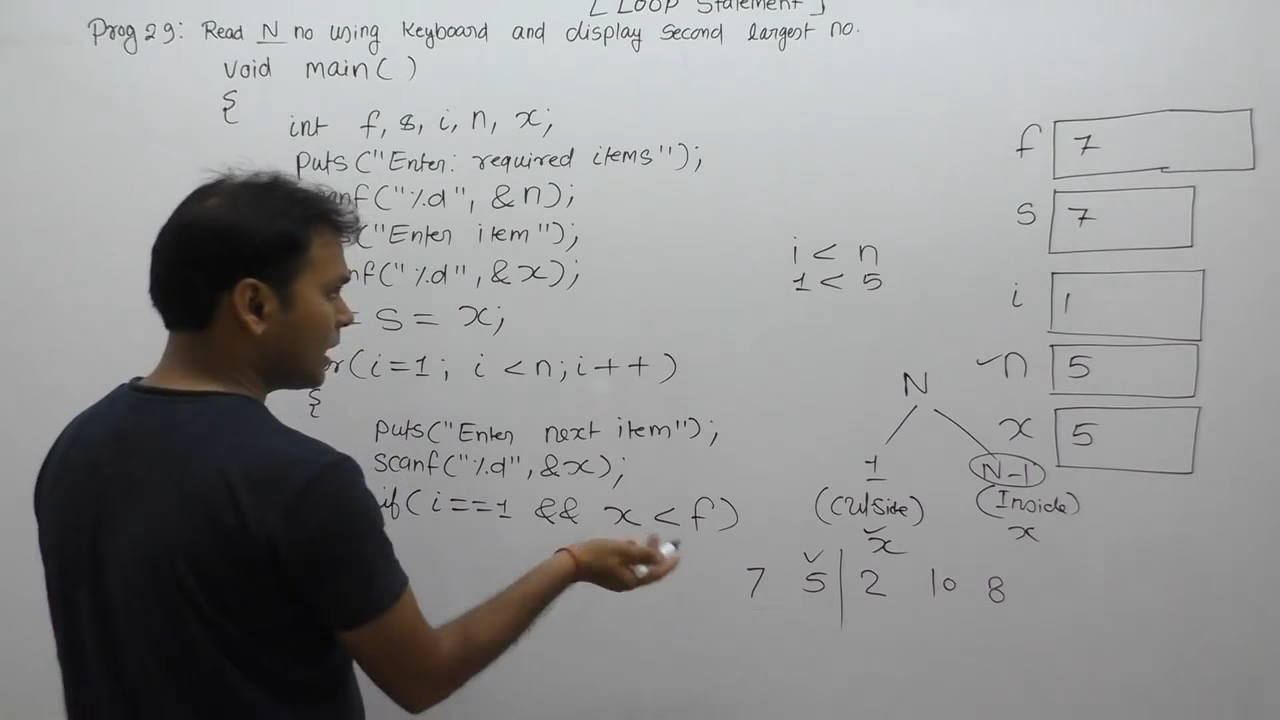 [ LOOP Statement ]
Prog 29: Read N no using keyboard and display second largest no.
void main( )
{
int f, s, i, n, x;
puts("Enter: required items");
scanf("%d", &n);
("Enter item");
nf("%d", &x);
= s = x;
r(i=1; i <n; i++)
{
puts("Enter next item");
scanf("%d", &x);
if( i==1 && x < f)
i < n
1 < 5
N
1 N-1
(Outside) (Inside)
x x
7 5 | 2 10 8
f 7
s 7
i 1
n 5
x 5